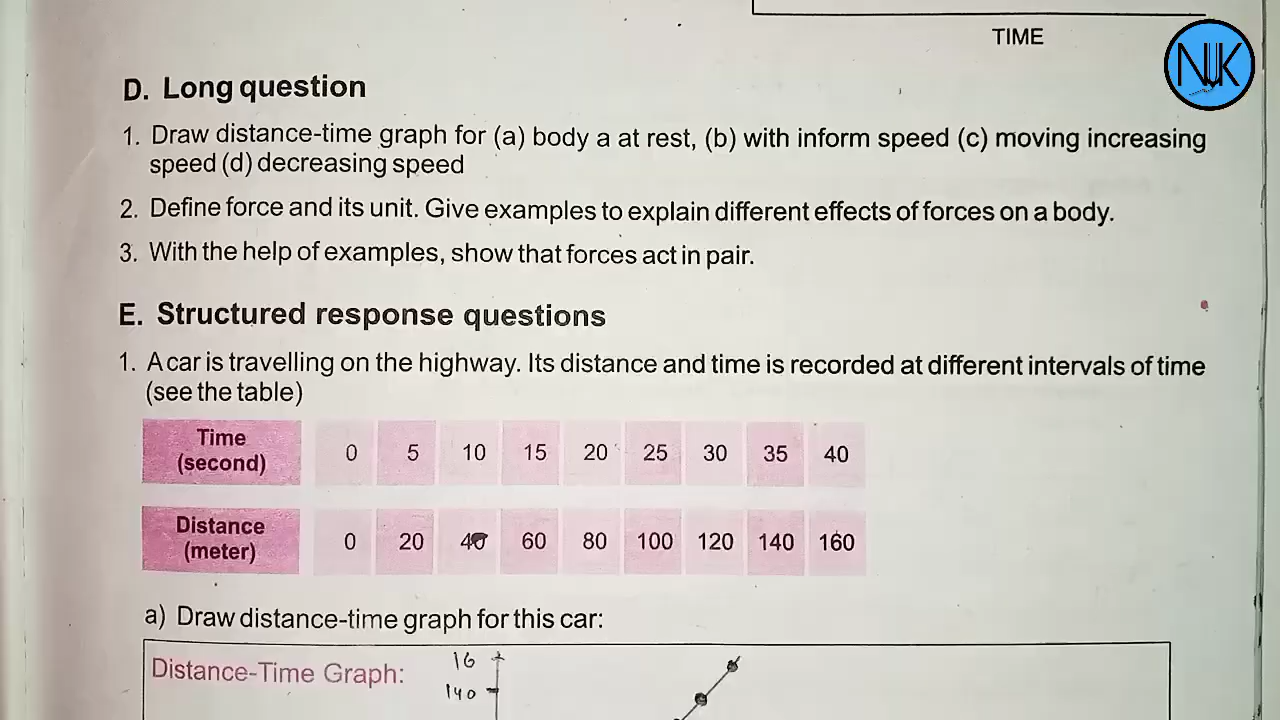 TIME
NJK
D. Long question
1. Draw distance-time graph for (a) body a at rest, (b) with inform speed (c) moving increasing
speed (d) decreasing speed
2. Define force and its unit. Give examples to explain different effects of forces on a body.
3. With the help of examples, show that forces act in pair.
E. Structured response questions
1. A car is travelling on the highway. Its distance and time is recorded at different intervals of time
(see the table)
Time
(second) 0 5 10 15 20 25 30 35 40
Distance
(meter) 0 20 40 60 80 100 120 140 160
a) Draw distance-time graph for this car:
Distance-Time Graph:
16
140